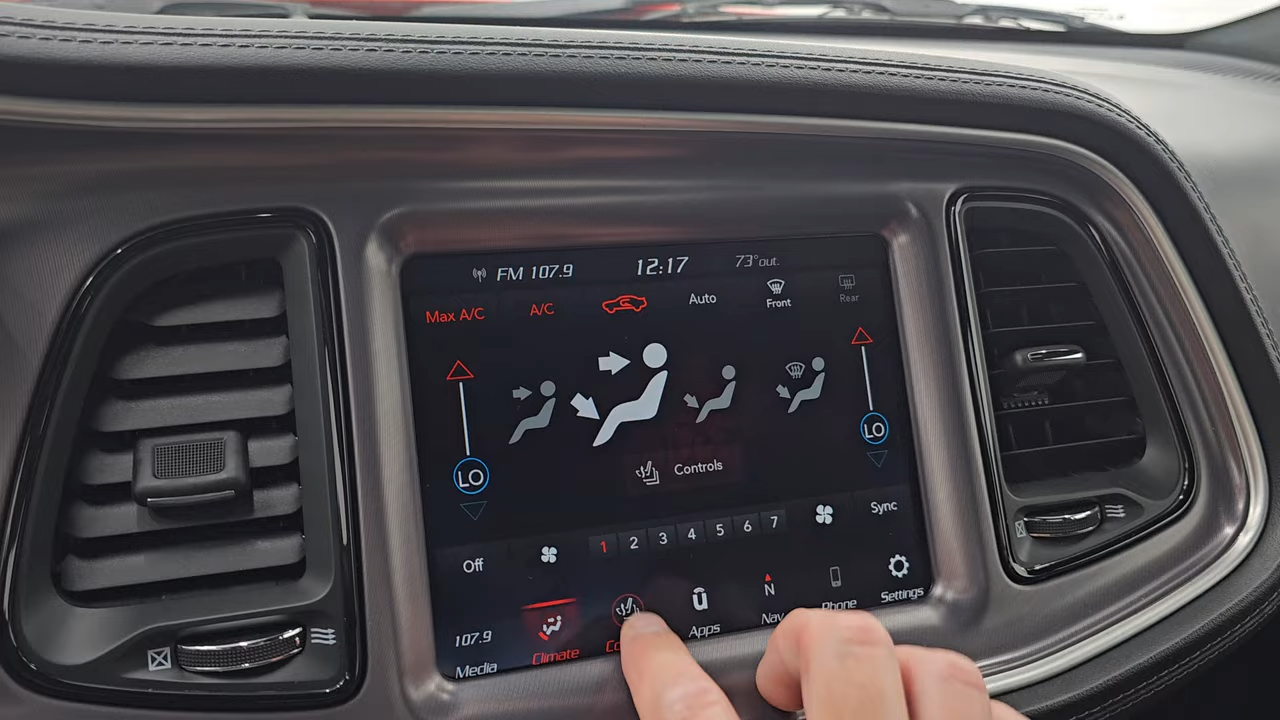 FM 107.9 12:17 73°out.
Max A/C A/C Auto Front Rear
LO LO
Controls
Off 1 2 3 4 5 6 7 Sync
107.9 N
Media Climate Apps Nav Phone Settings